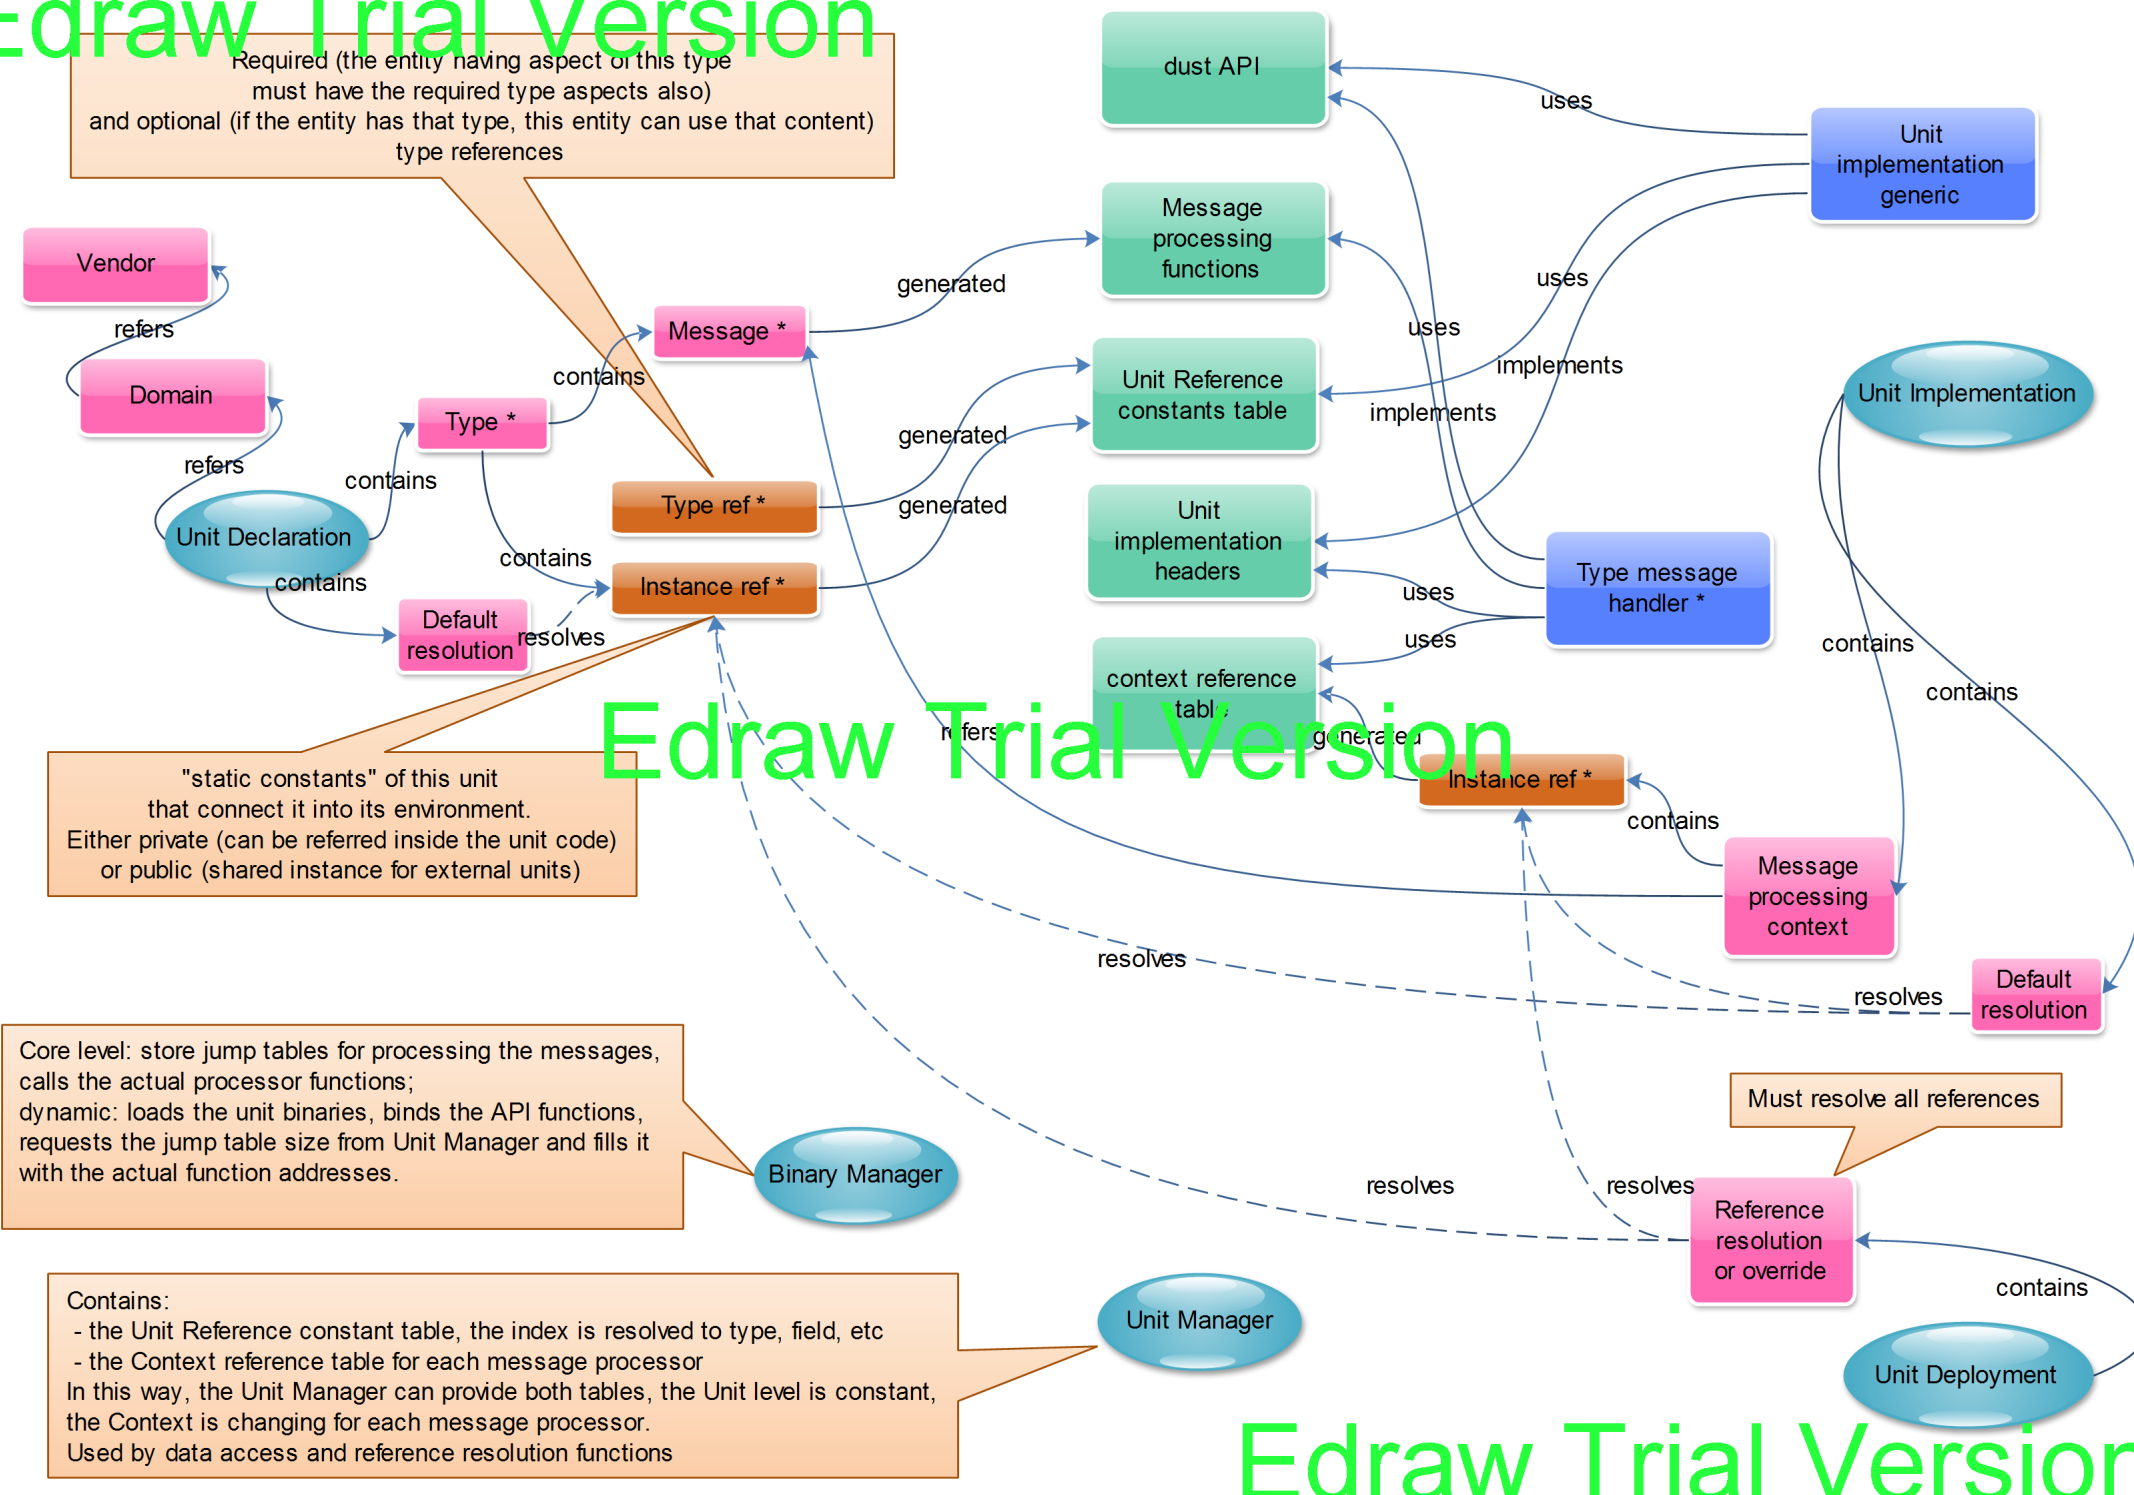 Edraw Trial Version
Required (the entity having aspect of this type
must have the required type aspects also)
and optional (if the entity has that type, this entity can use that content)
type references
dust API
uses
Unit
implementation
generic
Message
processing
functions
Vendor
generated
uses
refers
Message *
uses
contains
implements
Unit Reference
constants table
Domain
Unit Implementation
Type *
implements
generated
refers
contains
Type ref *
generated
Unit
implementation
headers
Unit Declaration
contains
contains
Instance ref *
Type message
handler *
uses
Default
resolution
resolves
uses
contains
context reference
table
contains
Edraw Trial Version
refers
generated
Instance ref *
"static constants" of this unit
that connect it into its environment.
Either private (can be referred inside the unit code)
or public (shared instance for external units)
contains
Message
processing
context
resolves
resolves
Default
resolution
Core level: store jump tables for processing the messages,
calls the actual processor functions;
dynamic: loads the unit binaries, binds the API functions,
requests the jump table size from Unit Manager and fills it
with the actual function addresses.
Binary Manager
Must resolve all references
resolves
resolves
Reference
resolution
or override
contains
Contains:
- the Unit Reference constant table, the index is resolved to type, field, etc
- the Context reference table for each message processor
In this way, the Unit Manager can provide both tables, the Unit level is constant,
the Context is changing for each message processor.
Used by data access and reference resolution functions
Unit Manager
Unit Deployment
Edraw Trial Version